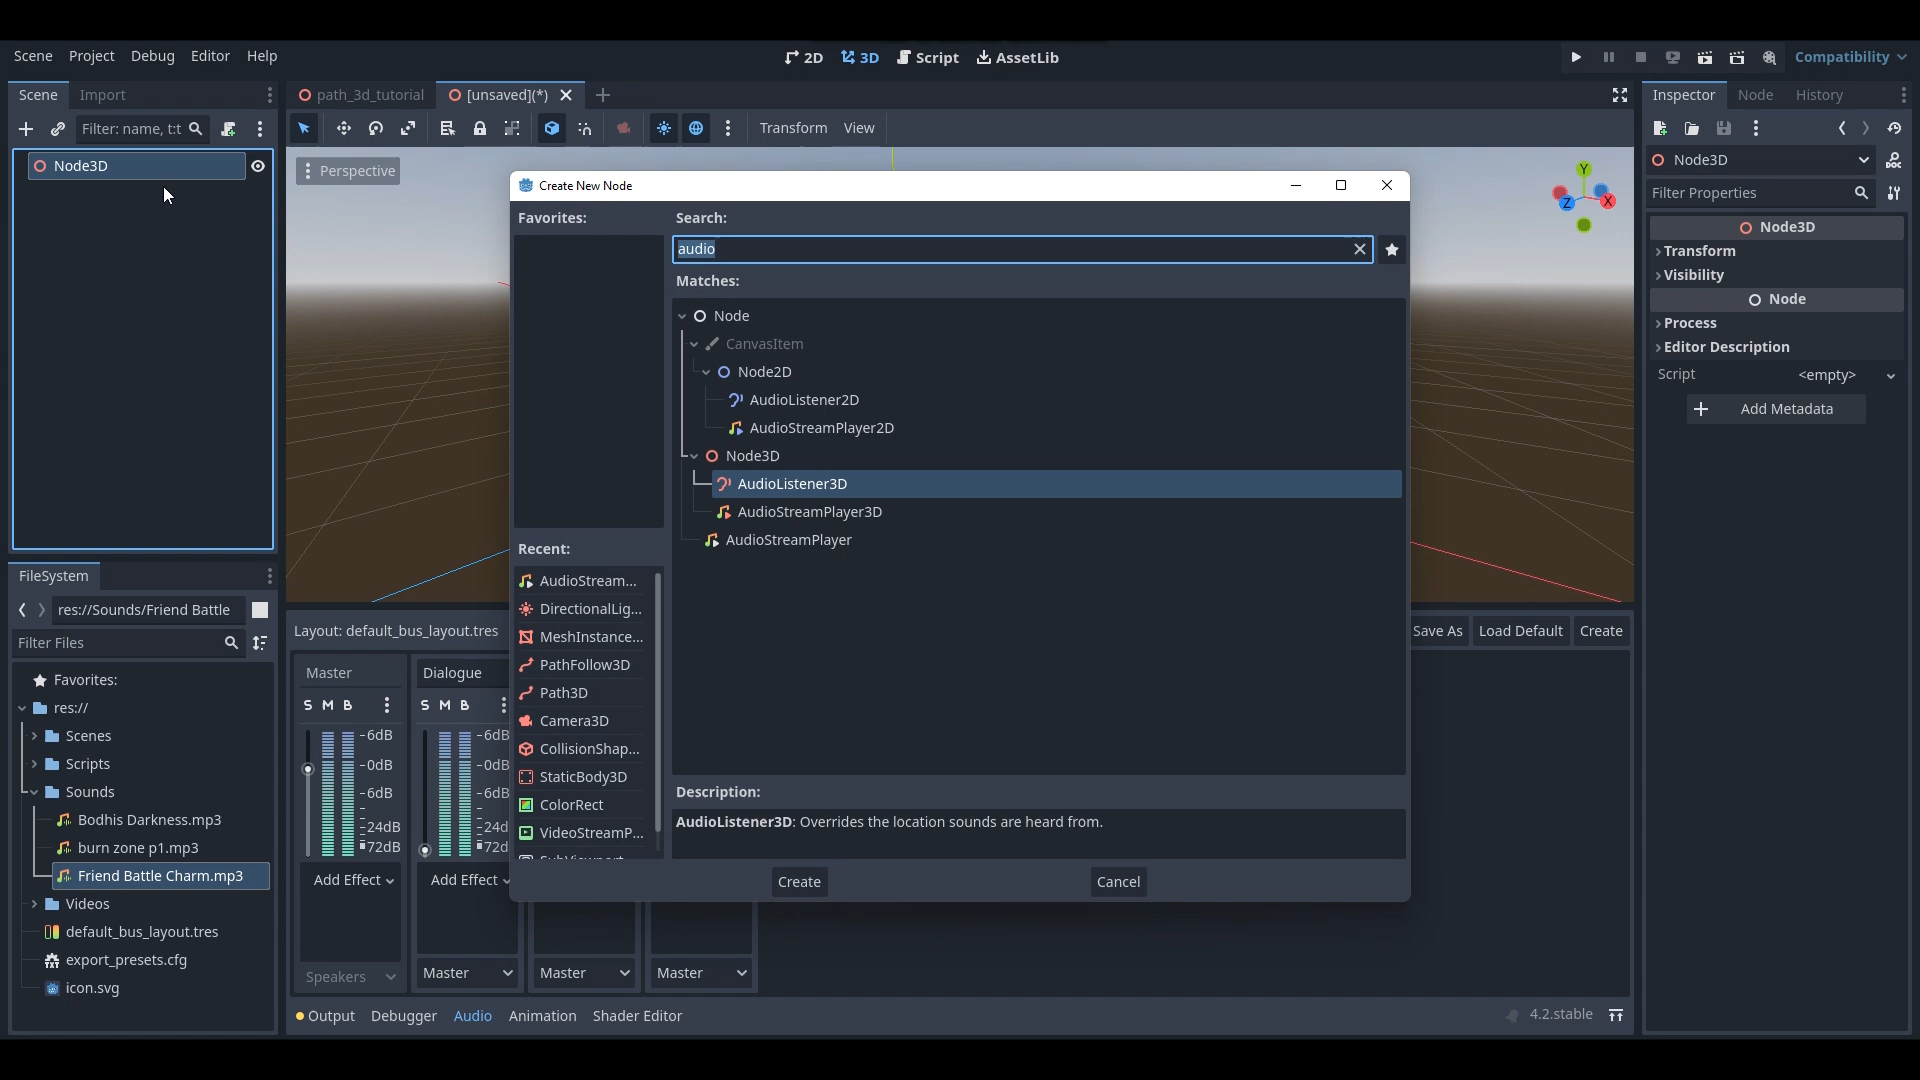 Scene Project Debug Editor Help
2D 3D Script AssetLib
Compatibility
Scene Import
path_3d_tutorial [unsaved](*)
Inspector Node History
Filter: name, t:t
Transform View
Node3D
Perspective
Y
Z X
Node3D
Filter Properties
Node3D
Transform
Visibility
Node
Process
Editor Description
Script <empty>
Add Metadata
Create New Node
Favorites:
Search:
audio
Matches:
Node
CanvasItem
Node2D
AudioListener2D
AudioStreamPlayer2D
Node3D
AudioListener3D
AudioStreamPlayer3D
AudioStreamPlayer
Recent:
AudioStream...
DirectionalLig...
MeshInstance...
PathFollow3D
Path3D
Camera3D
CollisionShap...
StaticBody3D
ColorRect
VideoStreamP...
Description:
AudioListener3D: Overrides the location sounds are heard from.
Create Cancel
FileSystem
res://Sounds/Friend Battle
Filter Files
Favorites:
res://
Scenes
Scripts
Sounds
Bodhis Darkness.mp3
burn zone p1.mp3
Friend Battle Charm.mp3
Videos
default_bus_layout.tres
export_presets.cfg
icon.svg
Layout: default_bus_layout.tres
Save As Load Default Create
Master
S M B
-6dB
-0dB
-6dB
-24dB
-72dB
Add Effect
Speakers
Dialogue
S M B
-6dB
-0dB
-6dB
-24d
-72d
Add Effect
Master
Master
Master
Output Debugger Audio Animation Shader Editor
4.2.stable